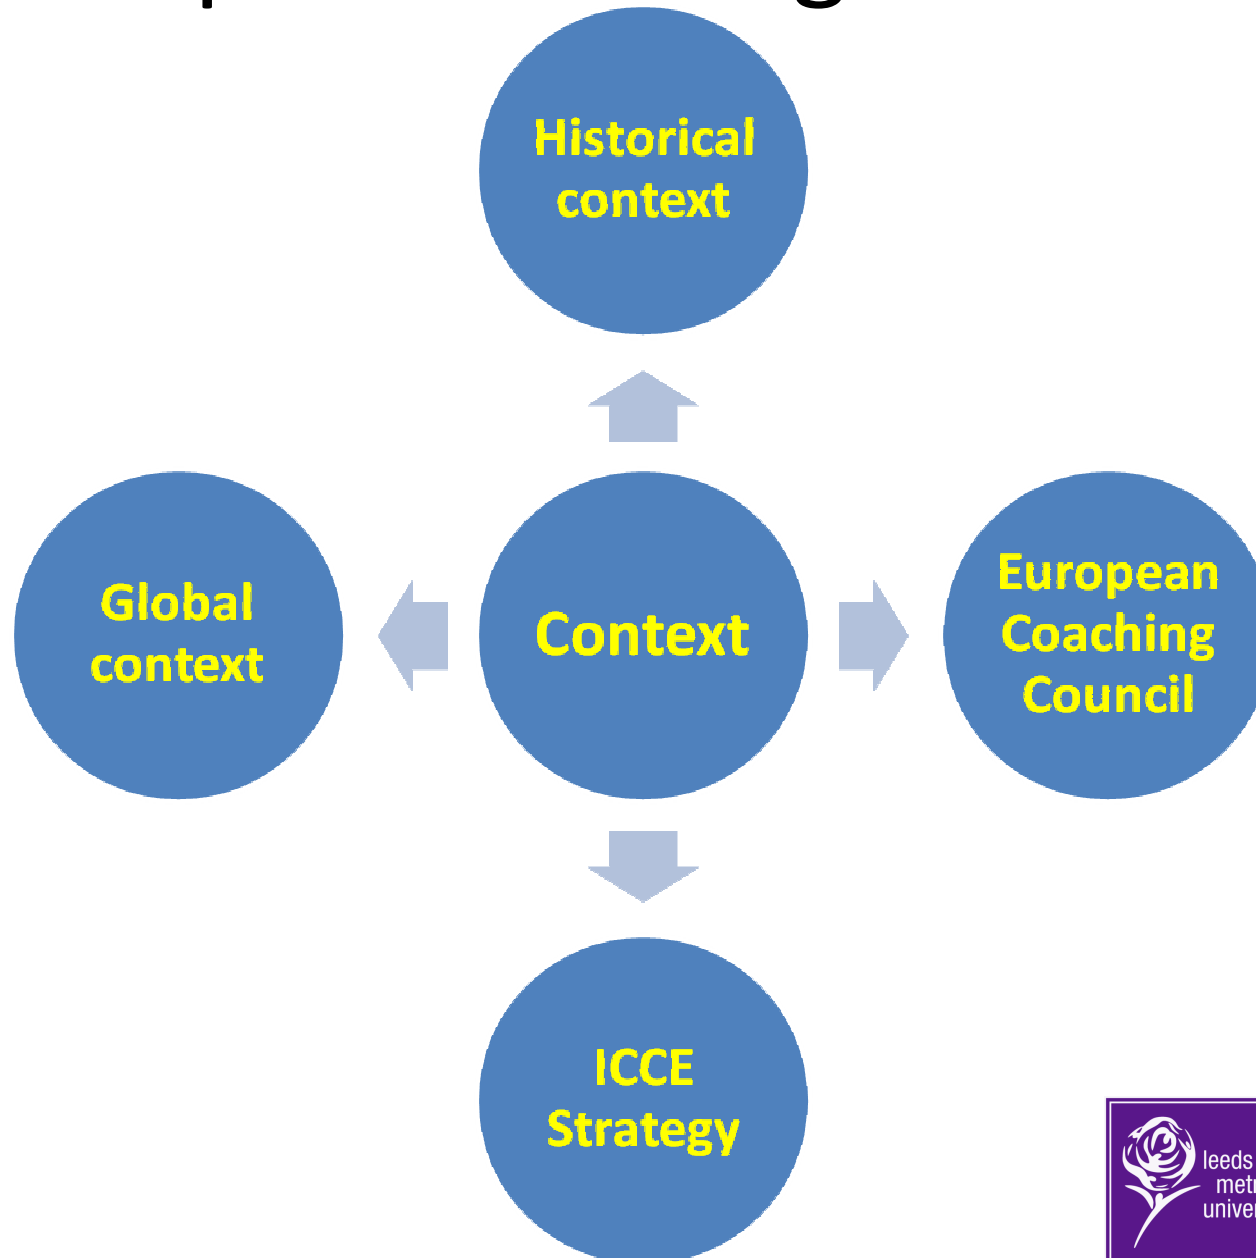 Historical
context
Global
context
Context
European
Coaching
Council
ICCE
Strategy
leeds